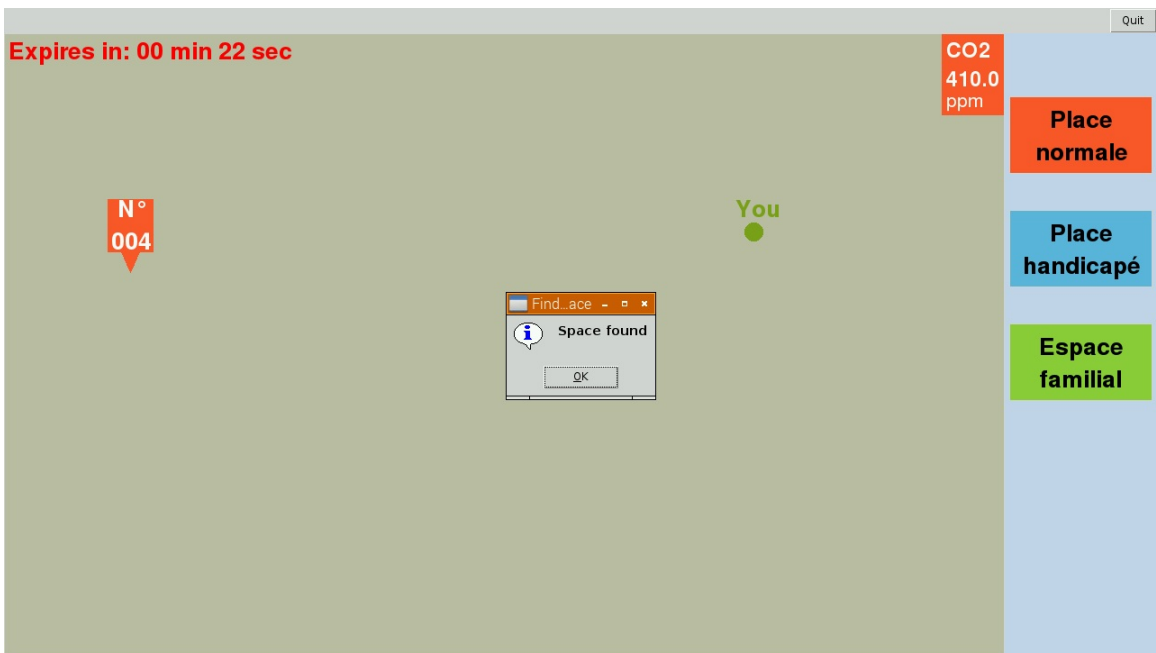 Quit
Expires in: 00 min 22 sec
CO2
410.0
ppm
Place
normale
N°
004
You
Place
handicapé
Find...ace
Space found
OK
Espace
familial